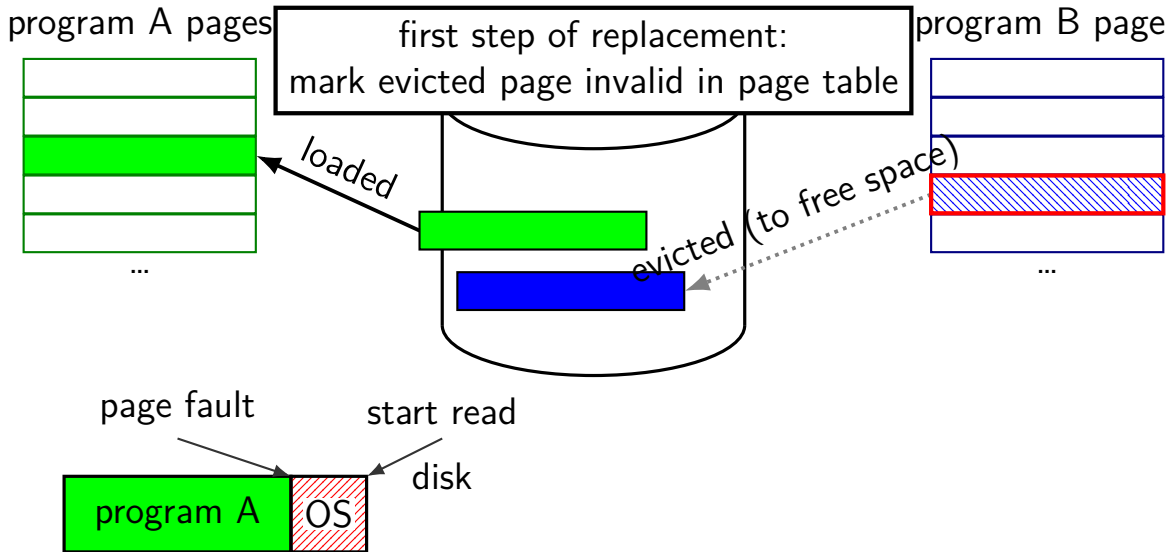 program A pages
first step of replacement:
mark evicted page invalid in page table
program B page
loaded
evicted (to free space)
...
...
page fault
start read
disk
program A
OS